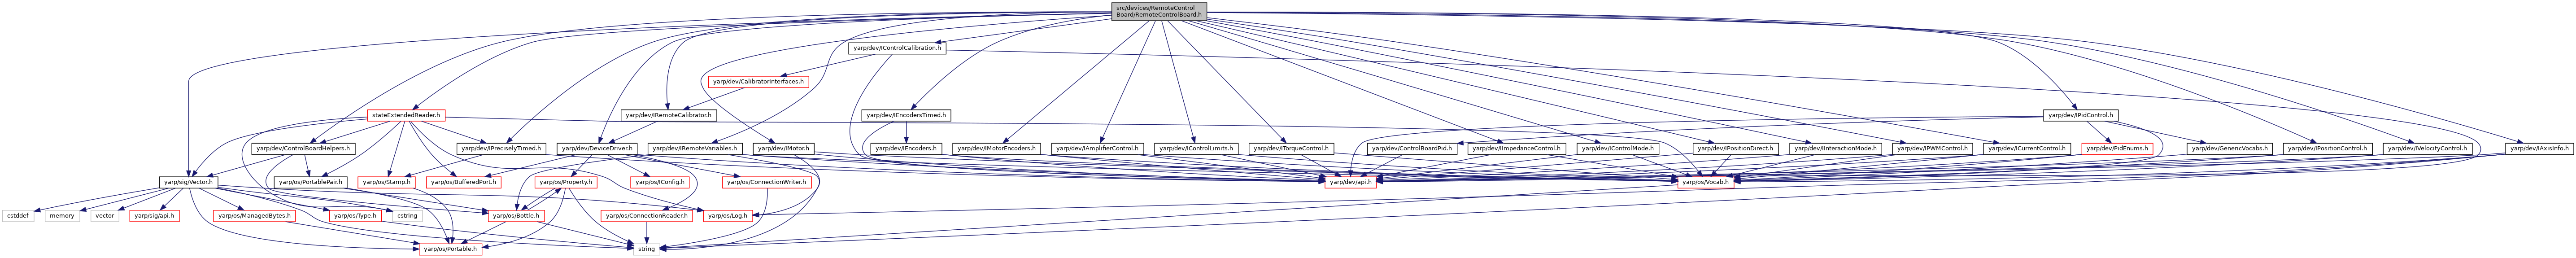 src/devices/RemoteControl
Board/RemoteControlBoard.h
yarp/dev/IControlCalibration.h
yarp/dev/CalibratorInterfaces.h
stateExtendedReader.h
yarp/dev/IRemoteCalibrator.h
yarp/dev/IEncodersTimed.h
yarp/dev/IPidControl.h
yarp/dev/ControlBoardHelpers.h
yarp/dev/IPreciselyTimed.h
yarp/dev/DeviceDriver.h
yarp/dev/IRemoteVariables.h
yarp/dev/IMotor.h
yarp/dev/IEncoders.h
yarp/dev/IMotorEncoders.h
yarp/dev/IAmplifierControl.h
yarp/dev/IControlLimits.h
yarp/dev/ITorqueControl.h
yarp/dev/ControlBoardPid.h
yarp/dev/IImpedanceControl.h
yarp/dev/IControlMode.h
yarp/dev/IPositionDirect.h
yarp/dev/IInteractionMode.h
yarp/dev/IPWMControl.h
yarp/dev/ICurrentControl.h
yarp/dev/PidEnums.h
yarp/dev/GenericVocabs.h
yarp/dev/IPositionControl.h
yarp/dev/IVelocityControl.h
yarp/dev/IAxisInfo.h
yarp/sig/Vector.h
yarp/os/PortablePair.h
yarp/os/Stamp.h
yarp/os/BufferedPort.h
yarp/os/Property.h
yarp/os/IConfig.h
yarp/os/ConnectionWriter.h
yarp/dev/api.h
yarp/os/Vocab.h
cstddef
memory
vector
yarp/sig/api.h
yarp/os/ManagedBytes.h
yarp/os/Type.h
cstring
yarp/os/Bottle.h
yarp/os/ConnectionReader.h
yarp/os/Log.h
yarp/os/Portable.h
string